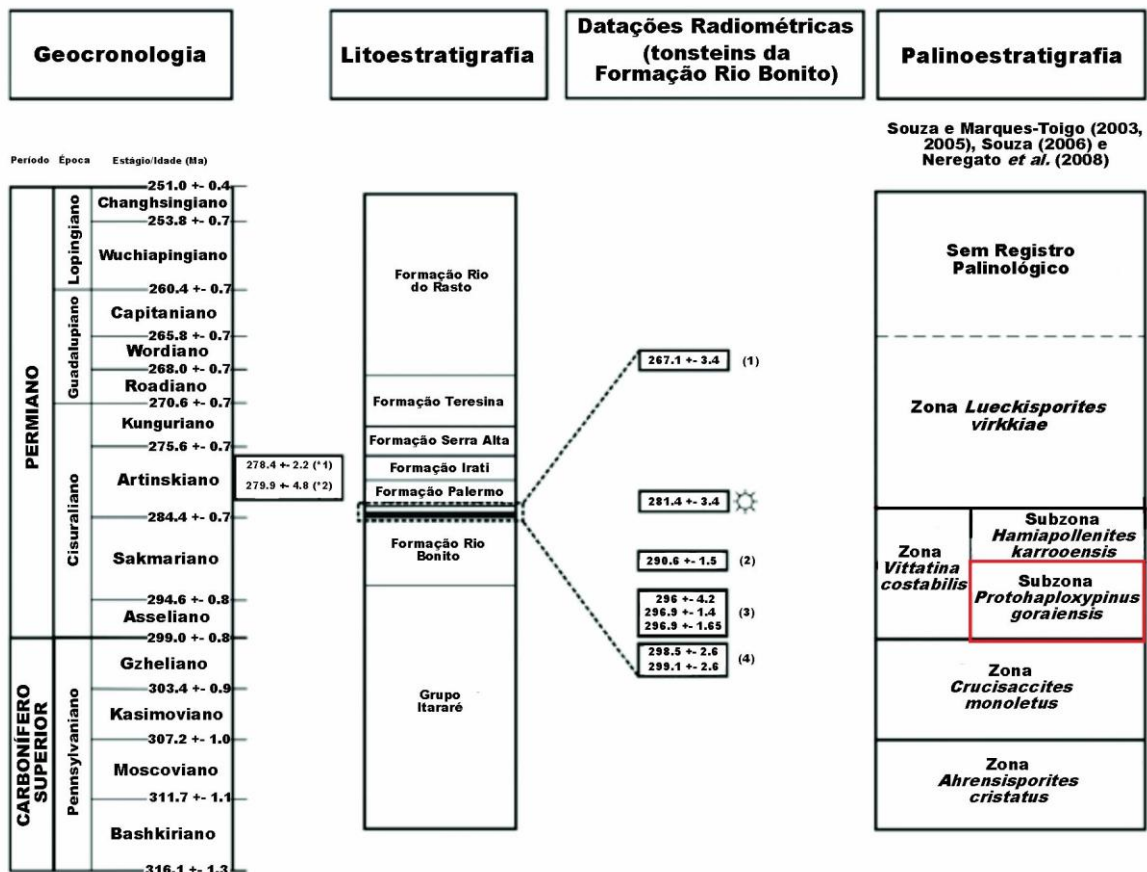 Geocronologia
Litoestratigrafia
Datações Radiométricas
(tonsteins da
Formação Rio Bonito)
Palinoestratigrafia
Souza e Marques-Toigo (2003,
2005), Souza (2006) e
Neregato et al. (2008)
Período
Época
Estágio/Idade (Ma)
PERMIANO
CARBONÍFERO
SUPERIOR
Lopingiano
Guadalupiano
Cisuraliano
Pennsylvaniano
251.0 +- 0.4
Changhsingiano
253.8 +- 0.7
Wuchiapingiano
260.4 +- 0.7
Capitaniano
265.8 +- 0.7
Wordiano
268.0 +- 0.7
Roadiano
270.6 +- 0.7
Kunguriano
275.6 +- 0.7
Artinskiano
284.4 +- 0.7
Sakmariano
294.6 +- 0.8
Asseliano
299.0 +- 0.8
Gzheliano
303.4 +- 0.9
Kasimoviano
307.2 +- 1.0
Moscoviano
311.7 +- 1.1
Bashkiriano
316.1 +- 1.3
278.4 +- 2.2 (*1)
279.9 +- 4.8 (*2)
Formação Rio
do Rasto
Formação Teresina
Formação Serra Alta
Formação Irati
Formação Palermo
Formação Rio
Bonito
Grupo
Itararé
267.1 +- 3.4 (1)
281.4 +- 3.4
290.6 +- 1.5 (2)
296 +- 4.2
296.9 +- 1.4 (3)
296.9 +- 1.65
298.5 +- 2.6 (4)
299.1 +- 2.6
Sem Registro
Palinológico
Zona Lueckisporites
virkkiae
Zona
Vittatina
costabilis
Subzona
Hamiapollenites
karrooensis
Subzona
Protohaploxypinus
goraiensis
Zona
Crucisaccites
monoletus
Zona
Ahrensisporites
cristatus